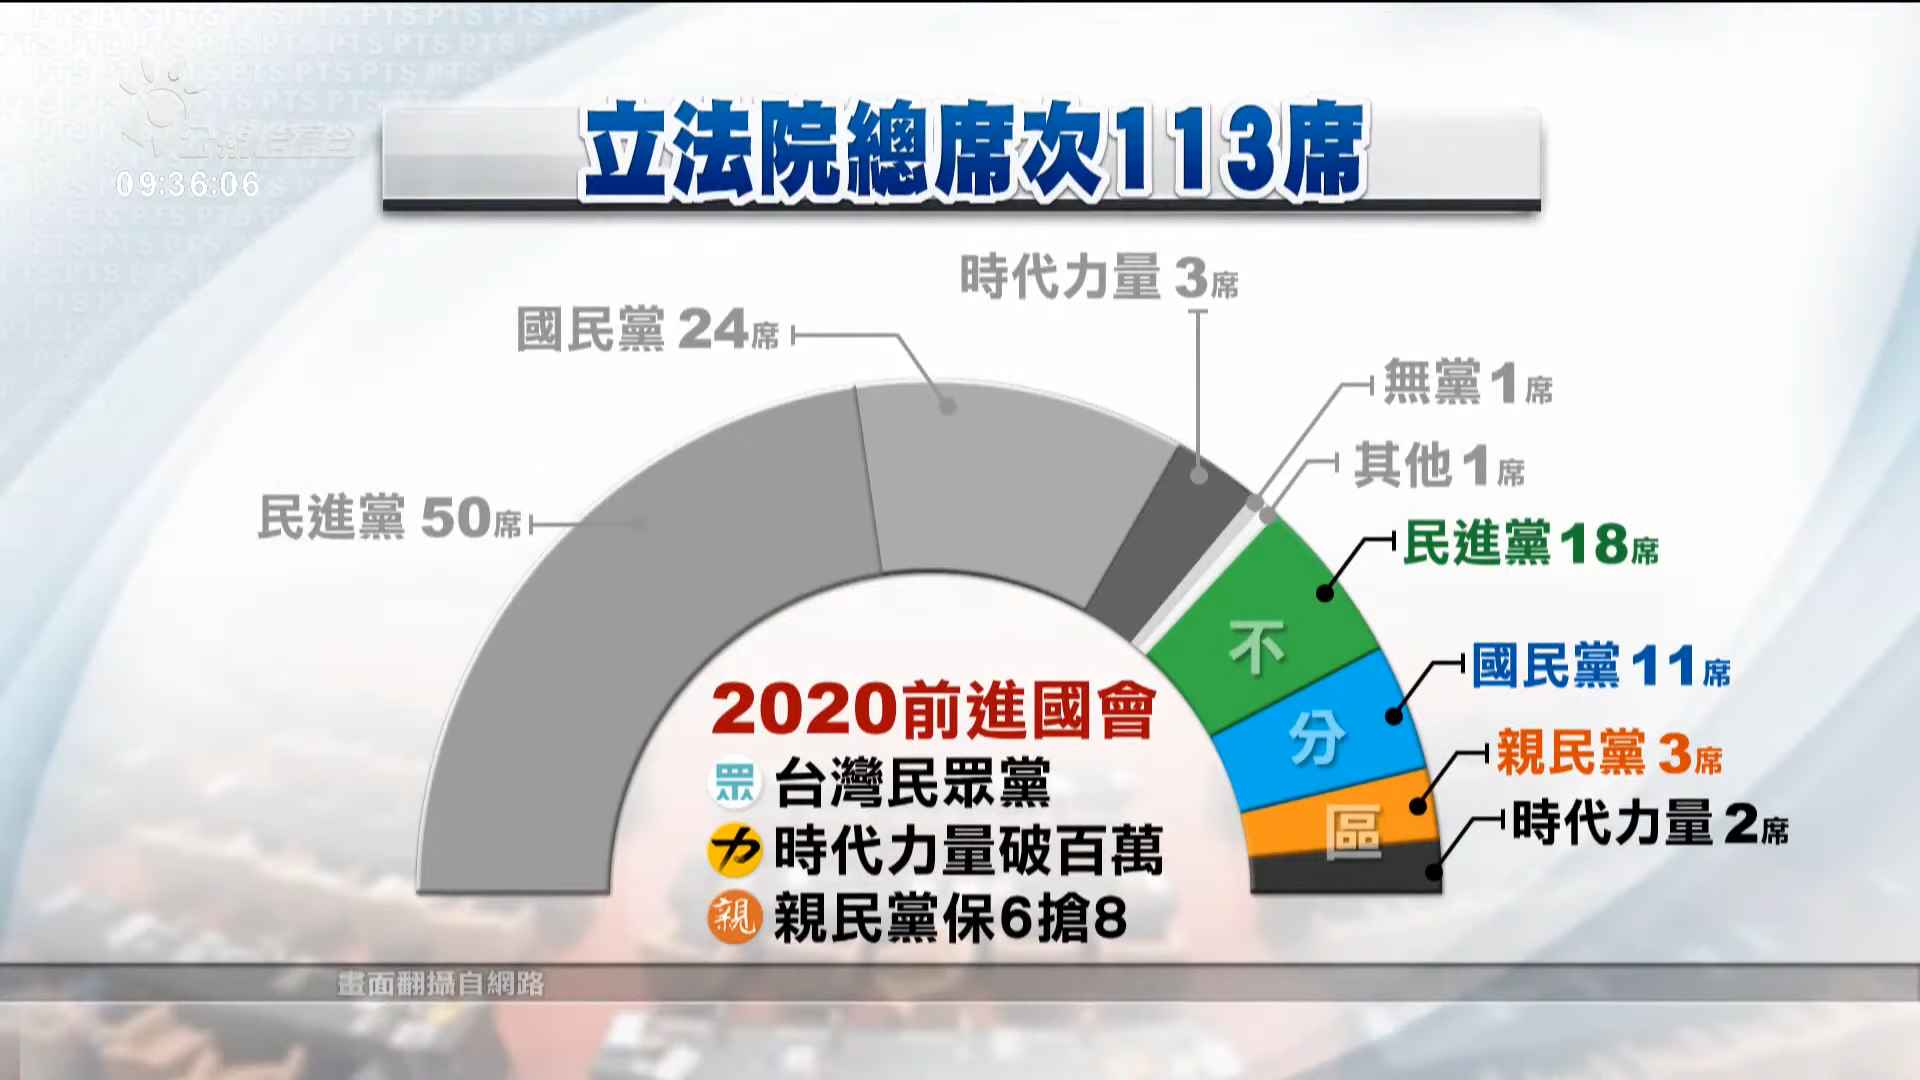 立法院總席次113席
09:36:06
時代力量 3席
國民黨 24席
無黨 1席
其他 1席
民進黨 50席
民進黨 18席
不
國民黨 11席
分
親民黨 3席
區
時代力量 2席
2020前進國會
眾 台灣民眾黨
力 時代力量破百萬
親 親民黨保6搶8
畫面翻攝自網路